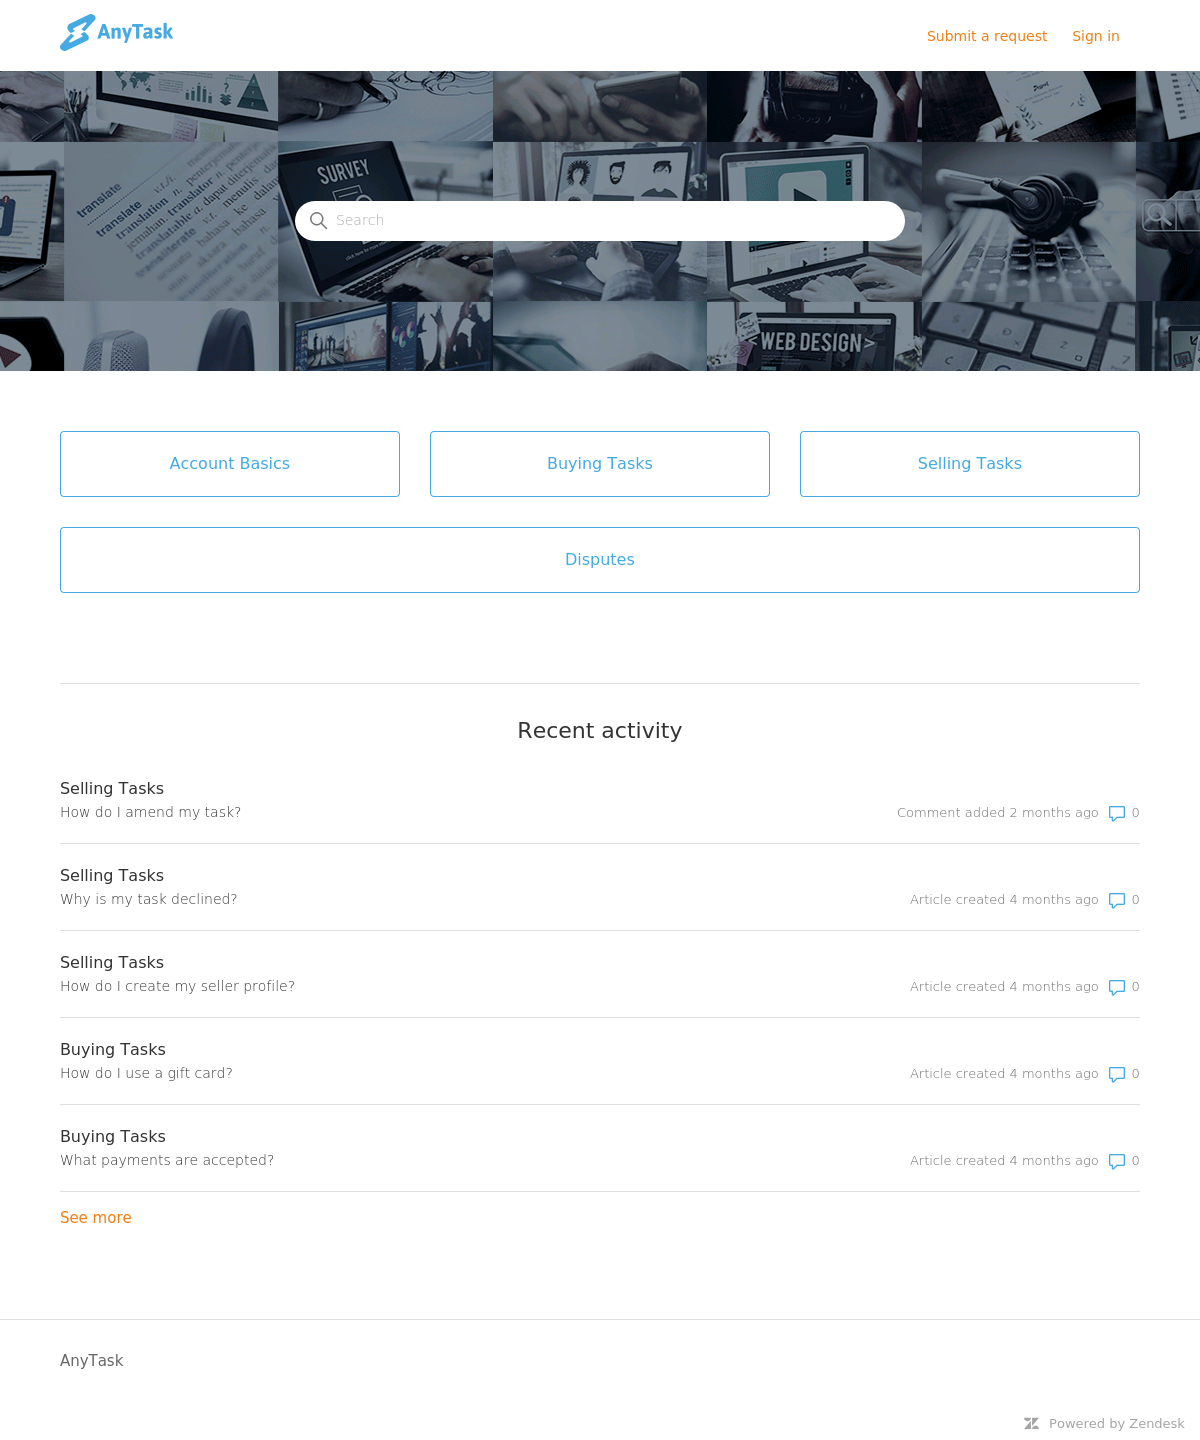 AnyTask
Submit a request
Sign in
translate
translate
SURVEY
Search
<WEB DESIGN>
Account Basics
Buying Tasks
Selling Tasks
Disputes
Recent activity
Selling Tasks
How do I amend my task?
Comment added 2 months ago 0
Selling Tasks
Why is my task declined?
Article created 4 months ago 0
Selling Tasks
How do I create my seller profile?
Article created 4 months ago 0
Buying Tasks
How do I use a gift card?
Article created 4 months ago 0
Buying Tasks
What payments are accepted?
Article created 4 months ago 0
See more
AnyTask
Powered by Zendesk